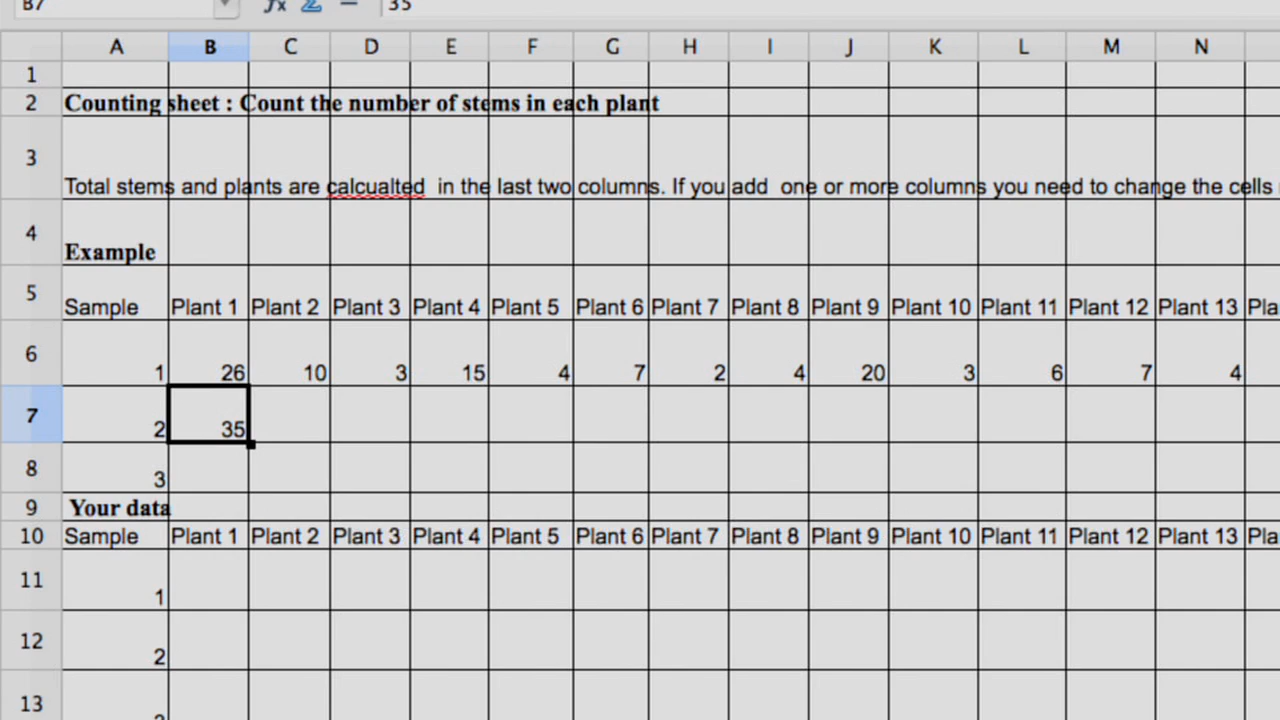 B7 fx Σ = 35
A B C D E F G H I J K L M N
1
2 Counting sheet : Count the number of stems in each plant
3 Total stems and plants are calcualted in the last two columns. If you add one or more columns you need to change the cells
4 Example
5 Sample Plant 1 Plant 2 Plant 3 Plant 4 Plant 5 Plant 6 Plant 7 Plant 8 Plant 9 Plant 10 Plant 11 Plant 12 Plant 13 Pla
6 1 26 10 3 15 4 7 2 4 20 3 6 7 4
7 2 35
8 3
9 Your data
10 Sample Plant 1 Plant 2 Plant 3 Plant 4 Plant 5 Plant 6 Plant 7 Plant 8 Plant 9 Plant 10 Plant 11 Plant 12 Plant 13 Pla
11 1
12 2
13